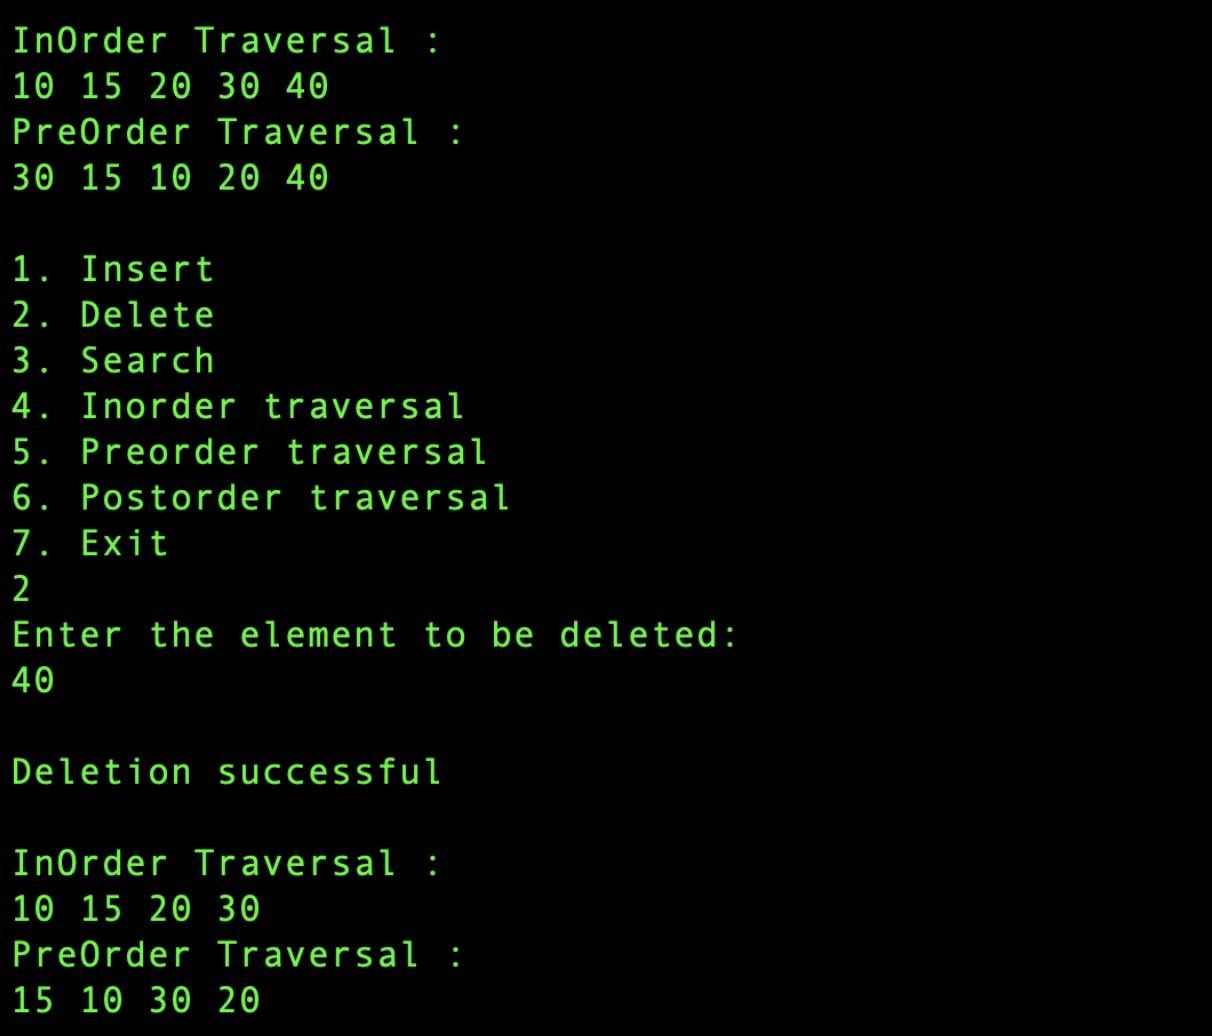 InOrder Traversal :
10 15 20 30 40
PreOrder Traversal :
30 15 10 20 40
1. Insert
2. Delete
3. Search
4. Inorder traversal
5. Preorder traversal
6. Postorder traversal
7. Exit
2
Enter the element to be deleted:
40
Deletion successful
InOrder Traversal :
10 15 20 30
PreOrder Traversal :
15 10 30 20